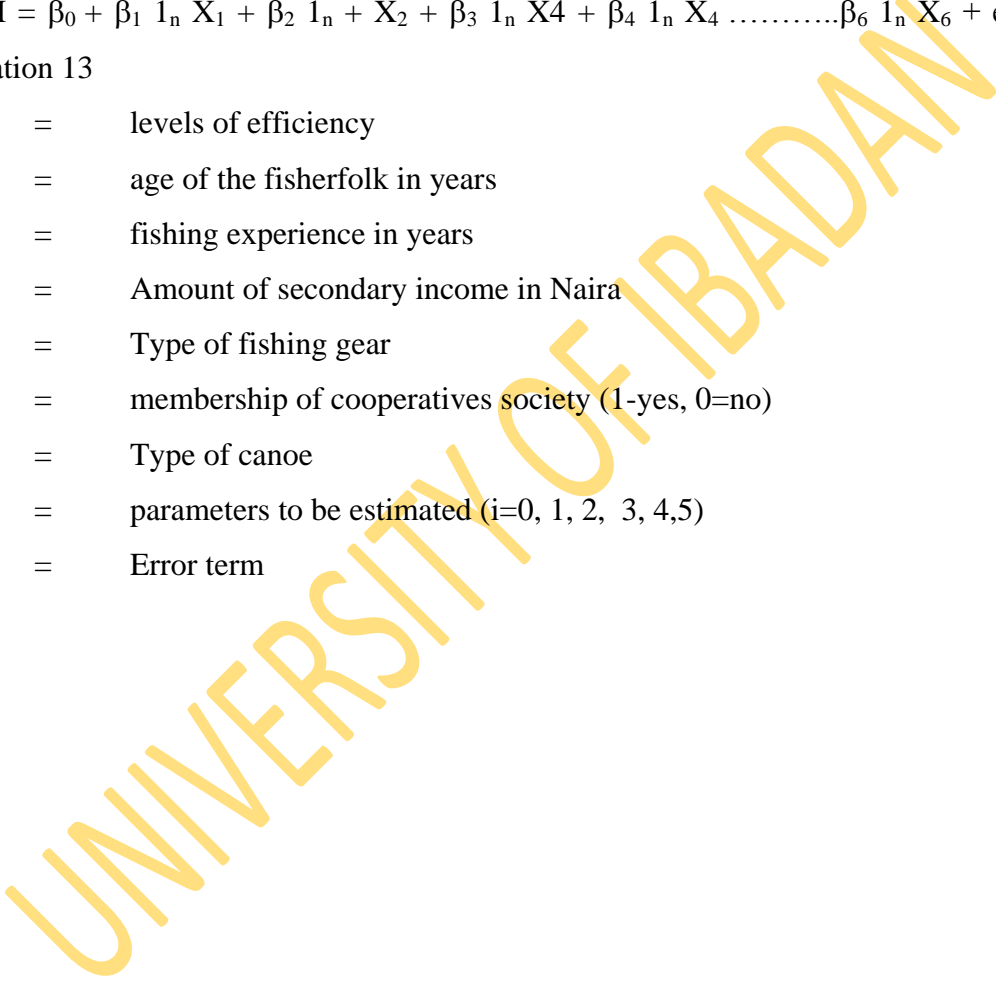 I = β₀ + β₁ 1ₙ X₁ + β₂ 1ₙ + X₂ + β₃ 1ₙ X4 + β₄ 1ₙ X₄ ………..β₆ 1ₙ X₆ + e
ation 13
= levels of efficiency
= age of the fisherfolk in years
= fishing experience in years
= Amount of secondary income in Naira
= Type of fishing gear
= membership of cooperatives society (1-yes, 0=no)
= Type of canoe
= parameters to be estimated (i=0, 1, 2, 3, 4,5)
= Error term
UNIVERSITY OF IBADAN